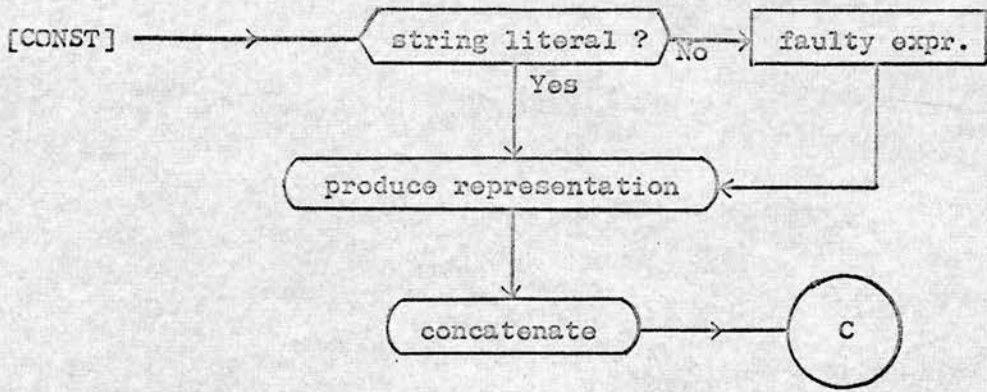 [CONST]
string literal ?
No
faulty expr.
Yes
produce representation
concatenate
C